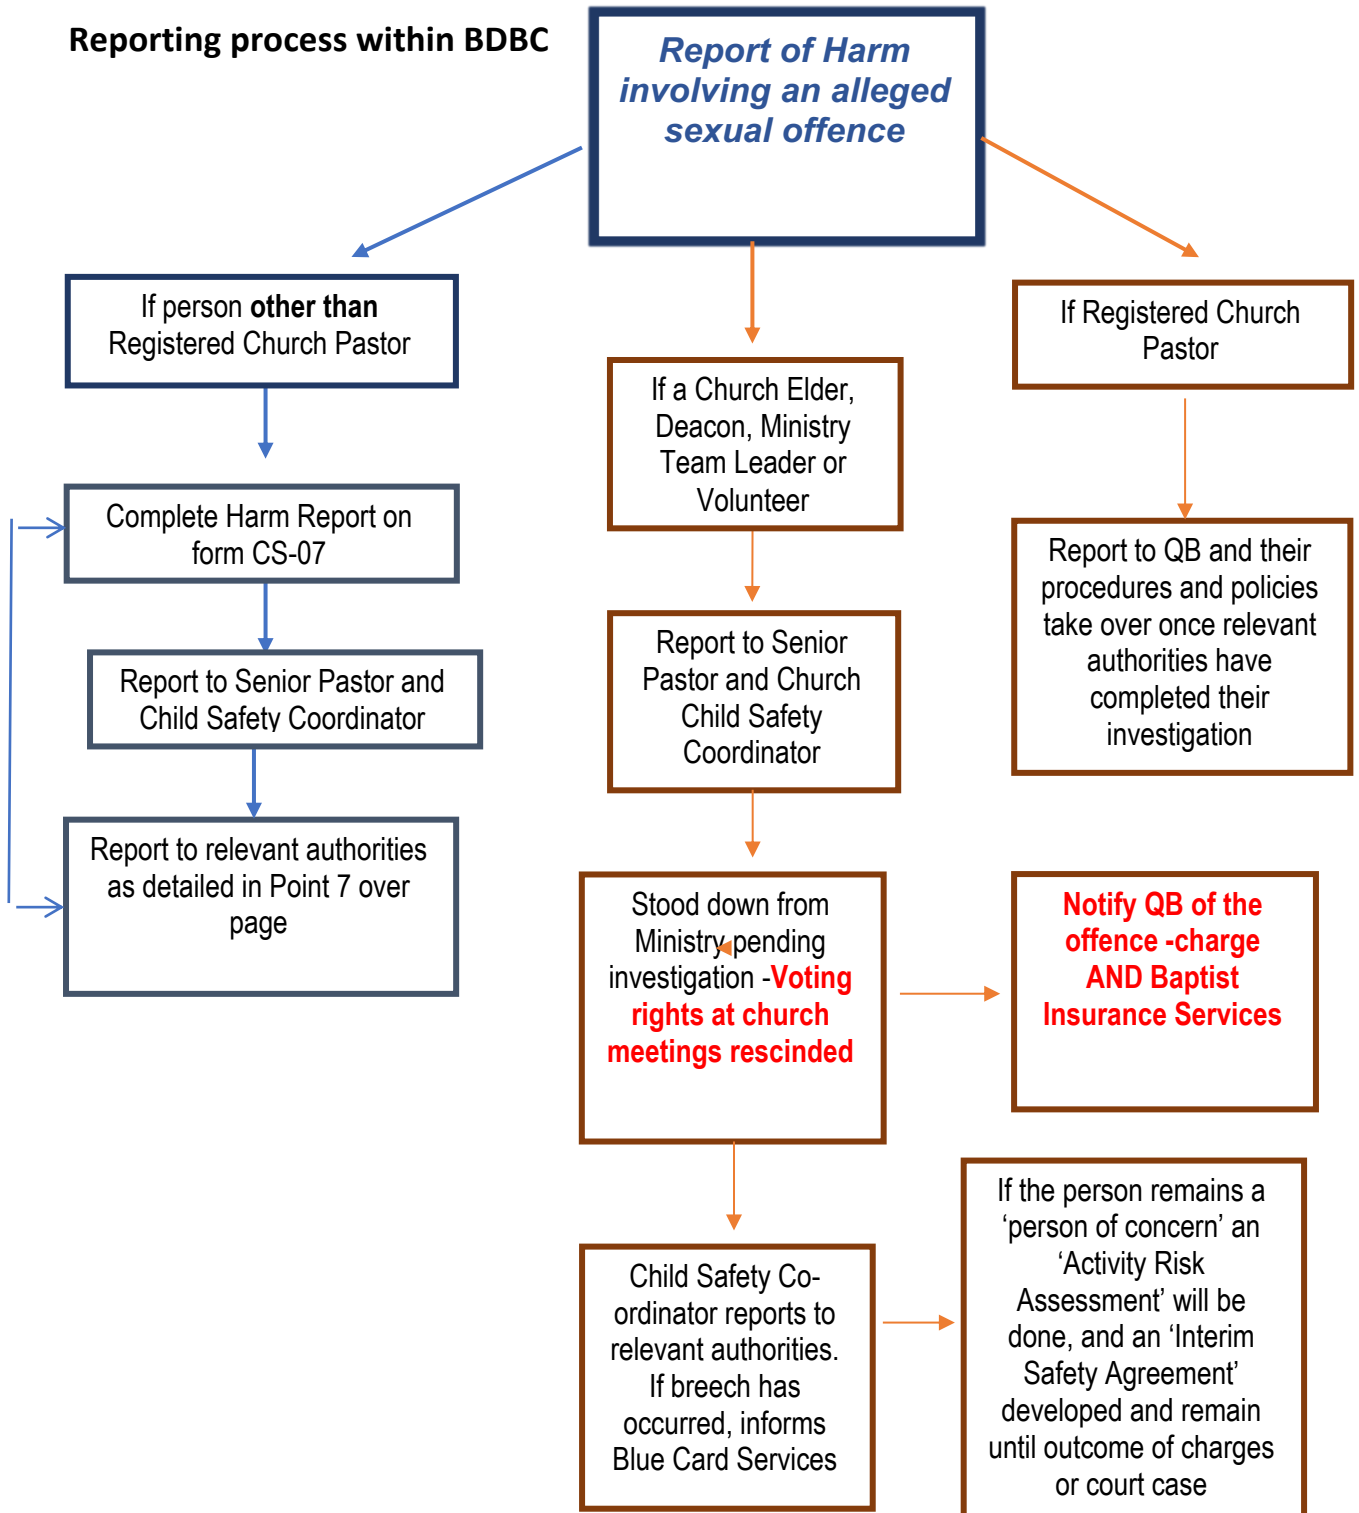 Reporting process within BDBC
Report of Harm
involving an alleged
sexual offence
If person other than
Registered Church Pastor
Complete Harm Report on
form CS-07
Report to Senior Pastor and
Child Safety Coordinator
Report to relevant authorities
as detailed in Point 7 over
page
If a Church Elder,
Deacon, Ministry
Team Leader or
Volunteer
Report to Senior
Pastor and Church
Child Safety
Coordinator
Stood down from
Ministry pending
investigation -Voting
rights at church
meetings rescinded
Notify QB of the
offence -charge
AND Baptist
Insurance Services
Child Safety Co-
ordinator reports to
relevant authorities.
If breech has
occurred, informs
Blue Card Services
If the person remains a
‘person of concern’ an
‘Activity Risk
Assessment’ will be
done, and an ‘Interim
Safety Agreement’
developed and remain
until outcome of charges
or court case
If Registered Church
Pastor
Report to QB and their
procedures and policies
take over once relevant
authorities have
completed their
investigation